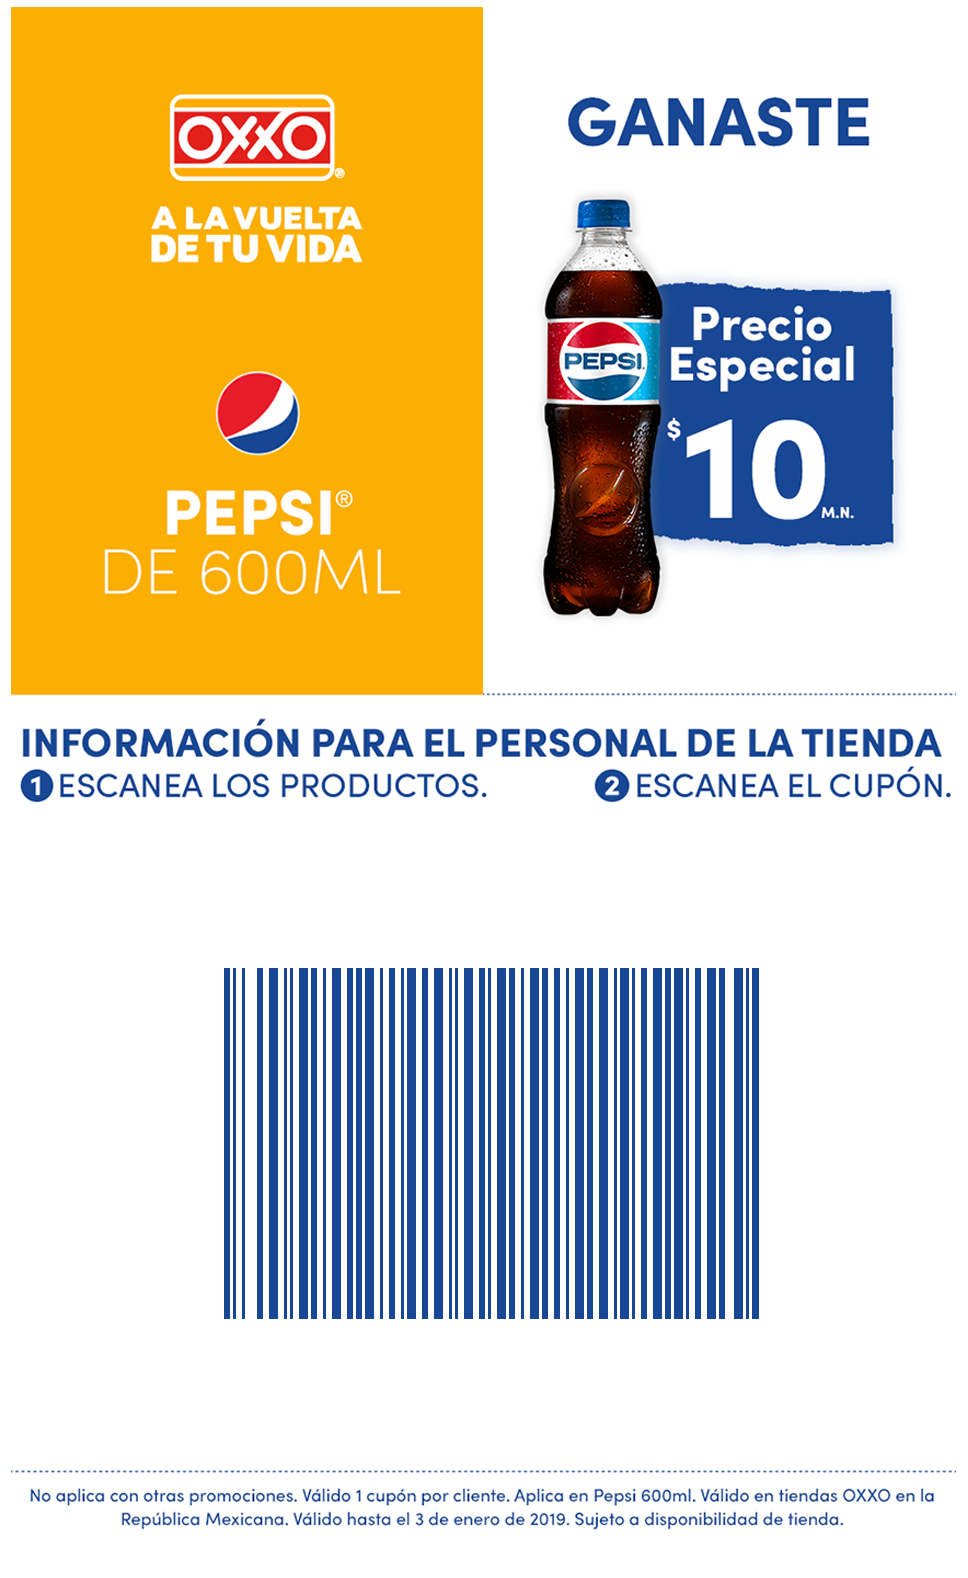 OXXO®
A LA VUELTA
DE TU VIDA
PEPSI®
DE 600ML
GANASTE
PEPSI.
Precio
Especial
$10 M.N.
INFORMACIÓN PARA EL PERSONAL DE LA TIENDA
1 ESCANEA LOS PRODUCTOS.
2 ESCANEA EL CUPÓN.
No aplica con otras promociones. Válido 1 cupón por cliente. Aplica en Pepsi 600ml. Válido en tiendas OXXO en la
República Mexicana. Válido hasta el 3 de enero de 2019. Sujeto a disponibilidad de tienda.